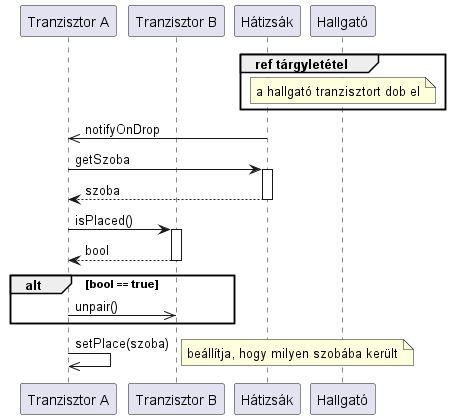 Tranzisztor A Tranzisztor B Hátizsák Hallgató
ref tárgyletétel
a hallgató tranzisztort dob el
notifyOnDrop
getSzoba
szoba
isPlaced()
bool
alt [bool == true]
unpair()
setPlace(szoba)
beállítja, hogy milyen szobába került
Tranzisztor A Tranzisztor B Hátizsák Hallgató